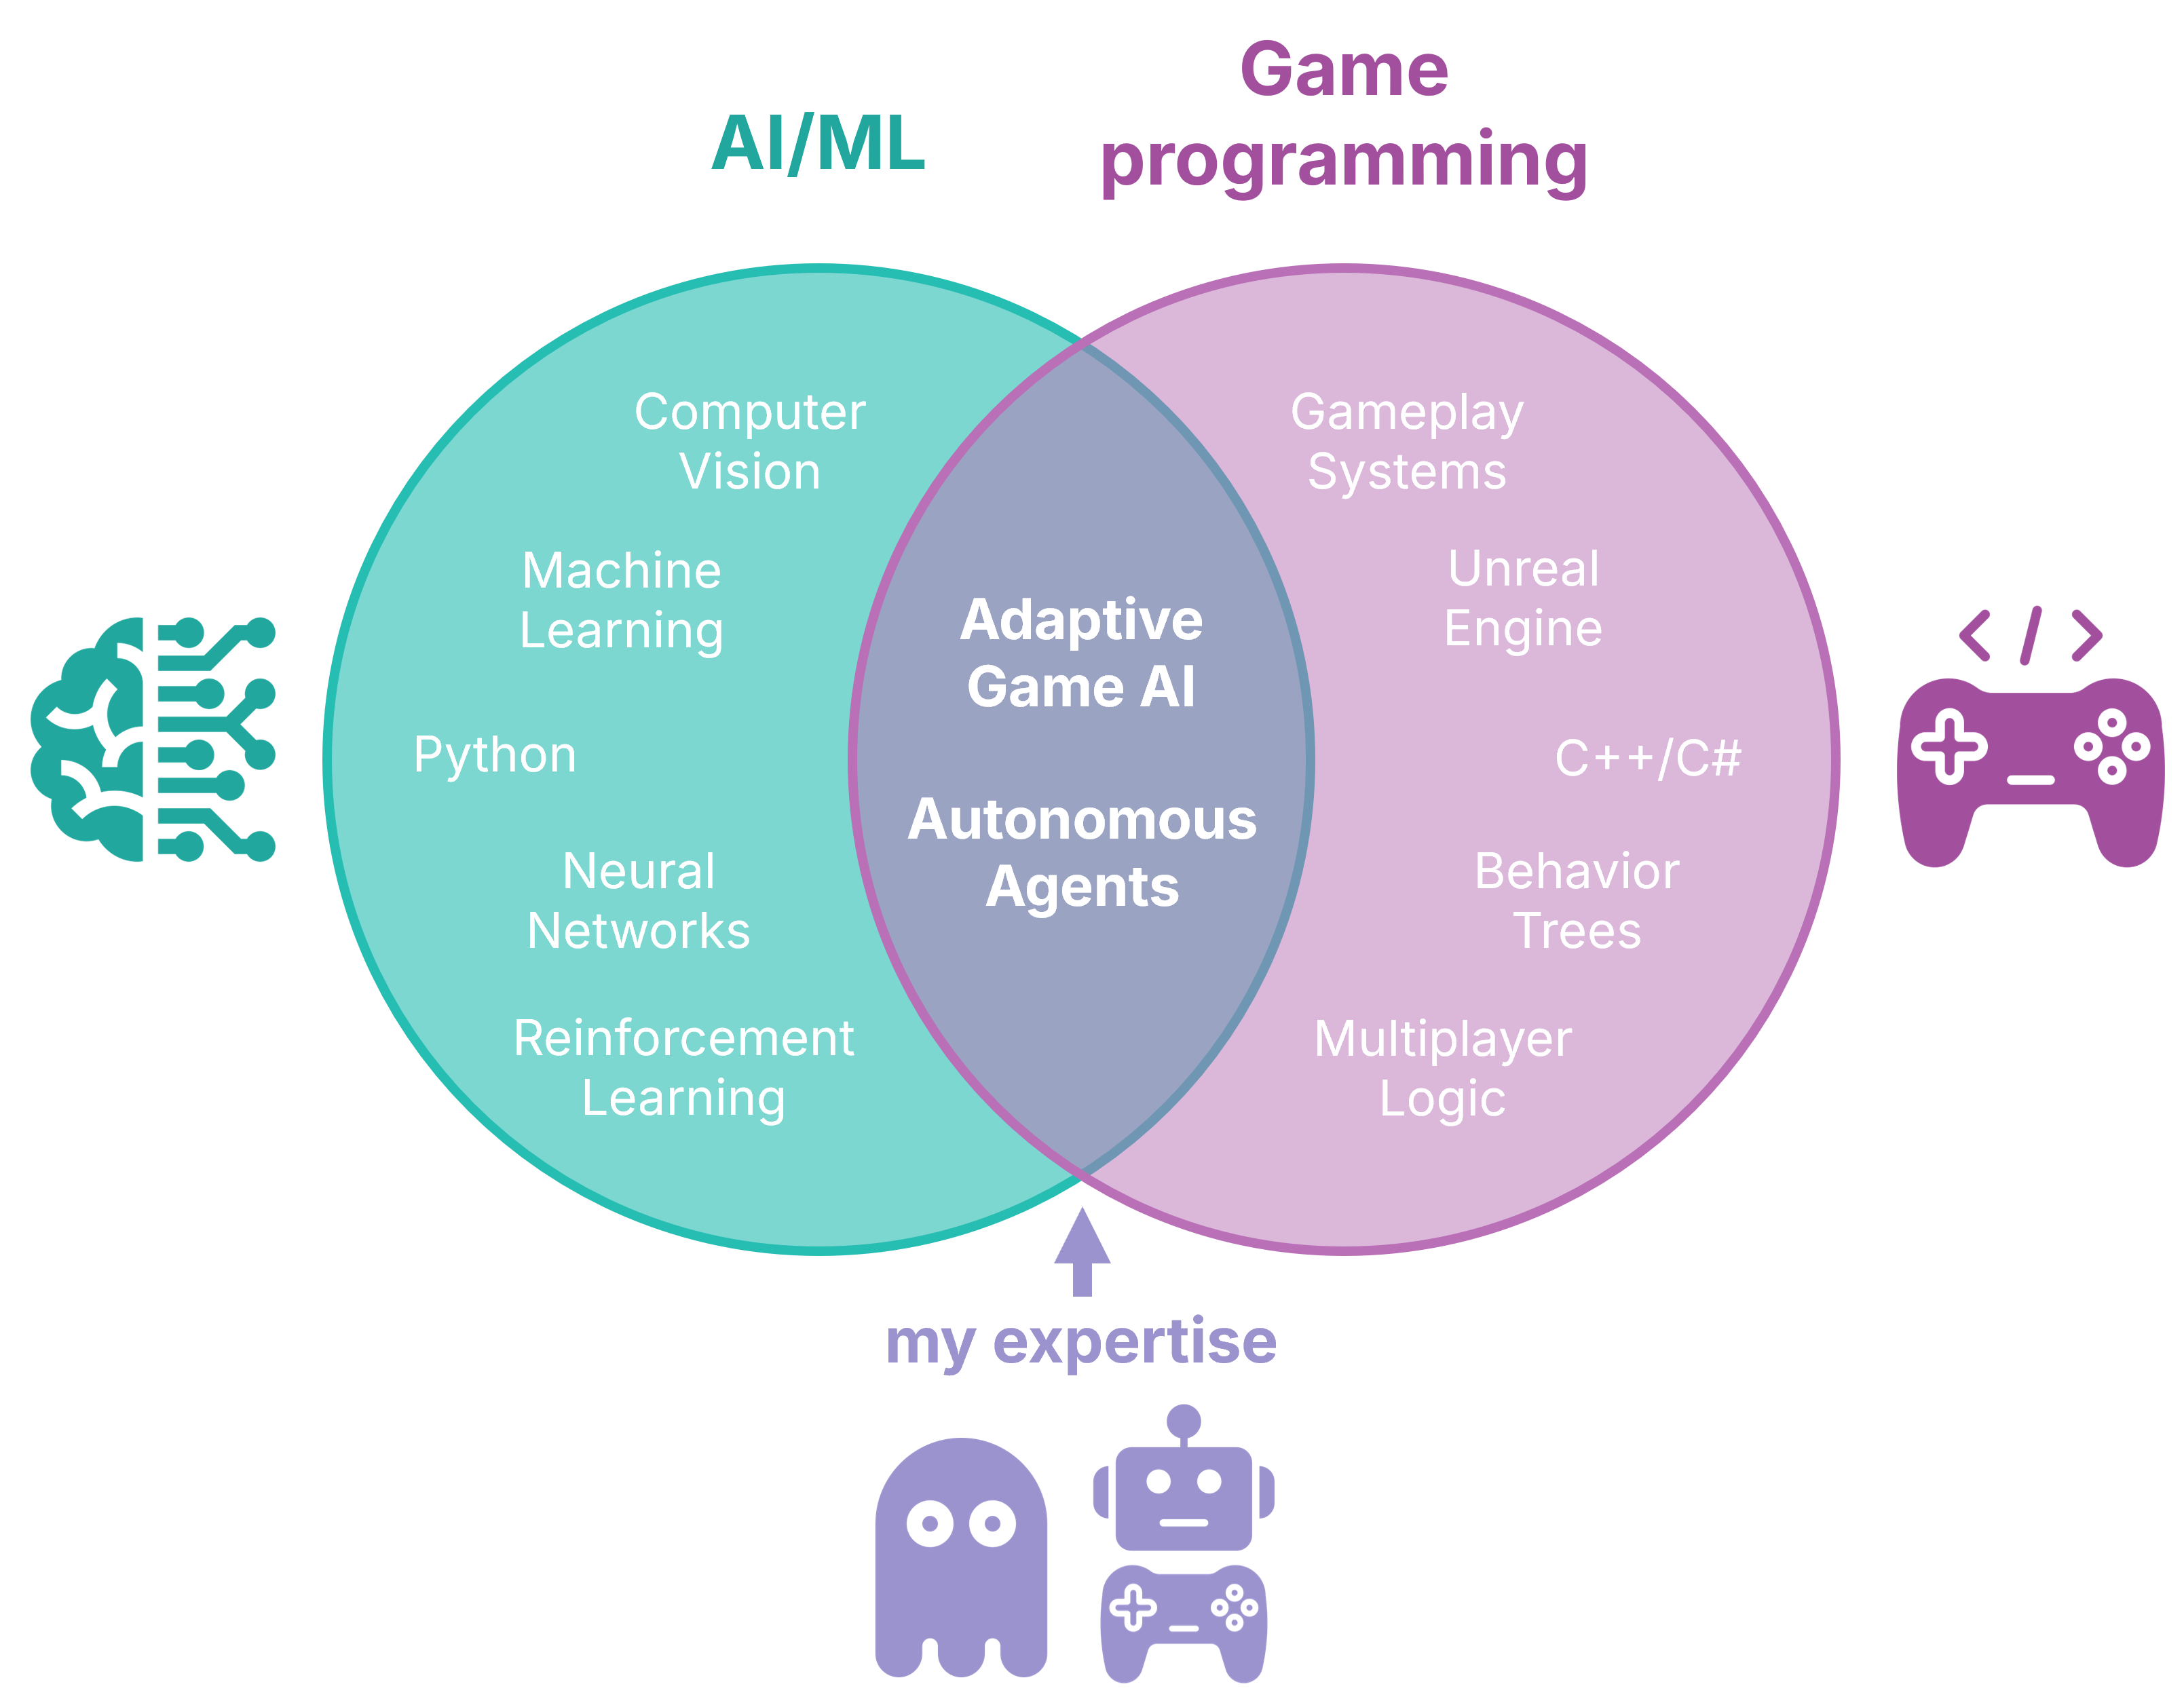 Game
programming
AI/ML
Computer
Vision
Machine
Learning
Python
Neural
Networks
Reinforcement
Learning
Adaptive
Game AI
Autonomous
Agents
Gameplay
Systems
Unreal
Engine
C++/C#
Behavior
Trees
Multiplayer
Logic
</>
my expertise